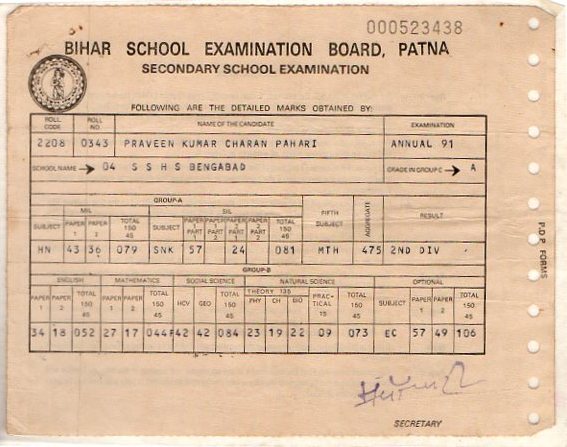 000523438
BIHAR SCHOOL EXAMINATION BOARD, PATNA
SECONDARY SCHOOL EXAMINATION
FOLLOWING ARE THE DETAILED MARKS OBTAINED BY:
ROLL CODE ROLL NO NAME OF THE CANDIDATE EXAMINATION
2208 0343 PRAVEEN KUMAR CHARAN PAHARI ANNUAL 91
SCHOOL NAME → 04 S S H S BENGABAD GRADE IN GROUP C → A
GROUP-A
MIL SIL FIFTH SUBJECT AGGREGATE RESULT
SUBJECT PAPER 1 PAPER 2 TOTAL 150 45 SUBJECT PAPER 1 PART 2 PAPER 1 PART 2 PAPER 2 PAPER 2 TOTAL 150 45
HN 43 36 079 SNK 57 24 081 MTH 475 2ND DIV
GROUP-B
ENGLISH MATHEMATICS SOCIAL SCIENCE NATURAL SCIENCE OPTIONAL
PAPER 1 PAPER 2 TOTAL 150 45 PAPER 1 PAPER 2 TOTAL 150 45 HCV GEO TOTAL 150 45 THEORY 135 PHY CH BIO PRAC-TICAL 15 TOTAL 150 45 SUBJECT PAPER 1 PAPER 2 TOTAL 150 45
34 18 052 27 17 044F 42 42 084 23 19 22 09 073 EC 57 49 106
SECRETARY
P.D.P. FORMS